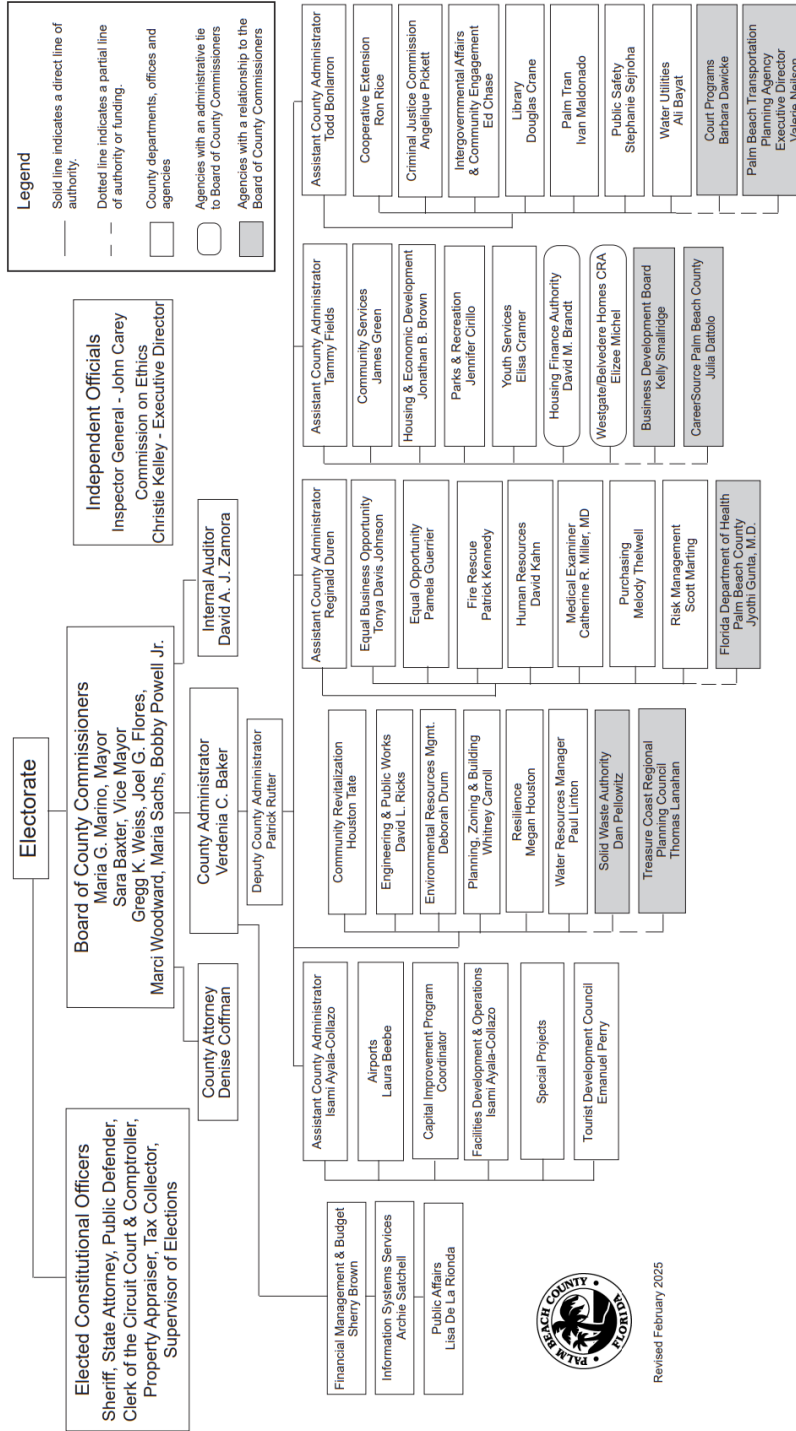 Electorate
Elected Constitutional Officers
Sheriff, State Attorney, Public Defender,
Clerk of the Circuit Court & Comptroller,
Property Appraiser, Tax Collector,
Supervisor of Elections
Board of County Commissioners
Maria G. Marino, Mayor
Sara Baxter, Vice Mayor
Gregg K. Weiss, Joel G. Flores,
Marci Woodward, Maria Sachs, Bobby Powell Jr.
Independent Officials
Inspector General - John Carey
Commission on Ethics
Christie Kelley - Executive Director
Legend
Solid line indicates a direct line of
authority.
Dotted line indicates a partial line
of authority or funding.
County departments, offices and
agencies
Agencies with an administrative tie
to Board of County Commissioners
Agencies with a relationship to the
Board of County Commissioners
County Attorney
Denise Coffman
County Administrator
Verdenia C. Baker
Internal Auditor
David A. J. Zamora
Deputy County Administrator
Patrick Rutter
Financial Management & Budget
Sherry Brown
Information Systems Services
Archie Satchell
Public Affairs
Lisa De La Rionda
Assistant County Administrator
Isami Ayala-Collazo
Airports
Laura Beebe
Capital Improvement Program
Coordinator
Facilities Development & Operations
Isami Ayala-Collazo
Special Projects
Tourist Development Council
Emanuel Perry
Community Revitalization
Houston Tate
Engineering & Public Works
David L. Ricks
Environmental Resources Mgmt.
Deborah Drum
Planning, Zoning & Building
Whitney Carroll
Resilience
Megan Houston
Water Resources Manager
Paul Linton
Solid Waste Authority
Dan Pellowitz
Treasure Coast Regional
Planning Council
Thomas Lanahan
Assistant County Administrator
Reginald Duren
Equal Business Opportunity
Tonya Davis Johnson
Equal Opportunity
Pamela Guerrier
Fire Rescue
Patrick Kennedy
Human Resources
David Kahn
Medical Examiner
Catherine R. Miller, MD
Purchasing
Melody Thelwell
Risk Management
Scott Marting
Florida Department of Health
Palm Beach County
Jyothi Gunta, M.D.
Assistant County Administrator
Tammy Fields
Community Services
James Green
Housing & Economic Development
Jonathan B. Brown
Parks & Recreation
Jennifer Cirillo
Youth Services
Elisa Cramer
Housing Finance Authority
David M. Brandt
Westgate/Belvedere Homes CRA
Elizee Michel
Business Development Board
Kelly Smallridge
CareerSource Palm Beach County
Julia Dattolo
Assistant County Administrator
Todd Bonlarron
Cooperative Extension
Ron Rice
Criminal Justice Commission
Angelique Pickett
Intergovernmental Affairs
& Community Engagement
Ed Chase
Library
Douglas Crane
Palm Tran
Ivan Maldonado
Public Safety
Stephanie Sejnoha
Water Utilities
Ali Bayat
Court Programs
Barbara Dawicke
Palm Beach Transportation
Planning Agency
Executive Director
Valerie Neilson
PALM BEACH COUNTY
FLORIDA
Revised February 2025